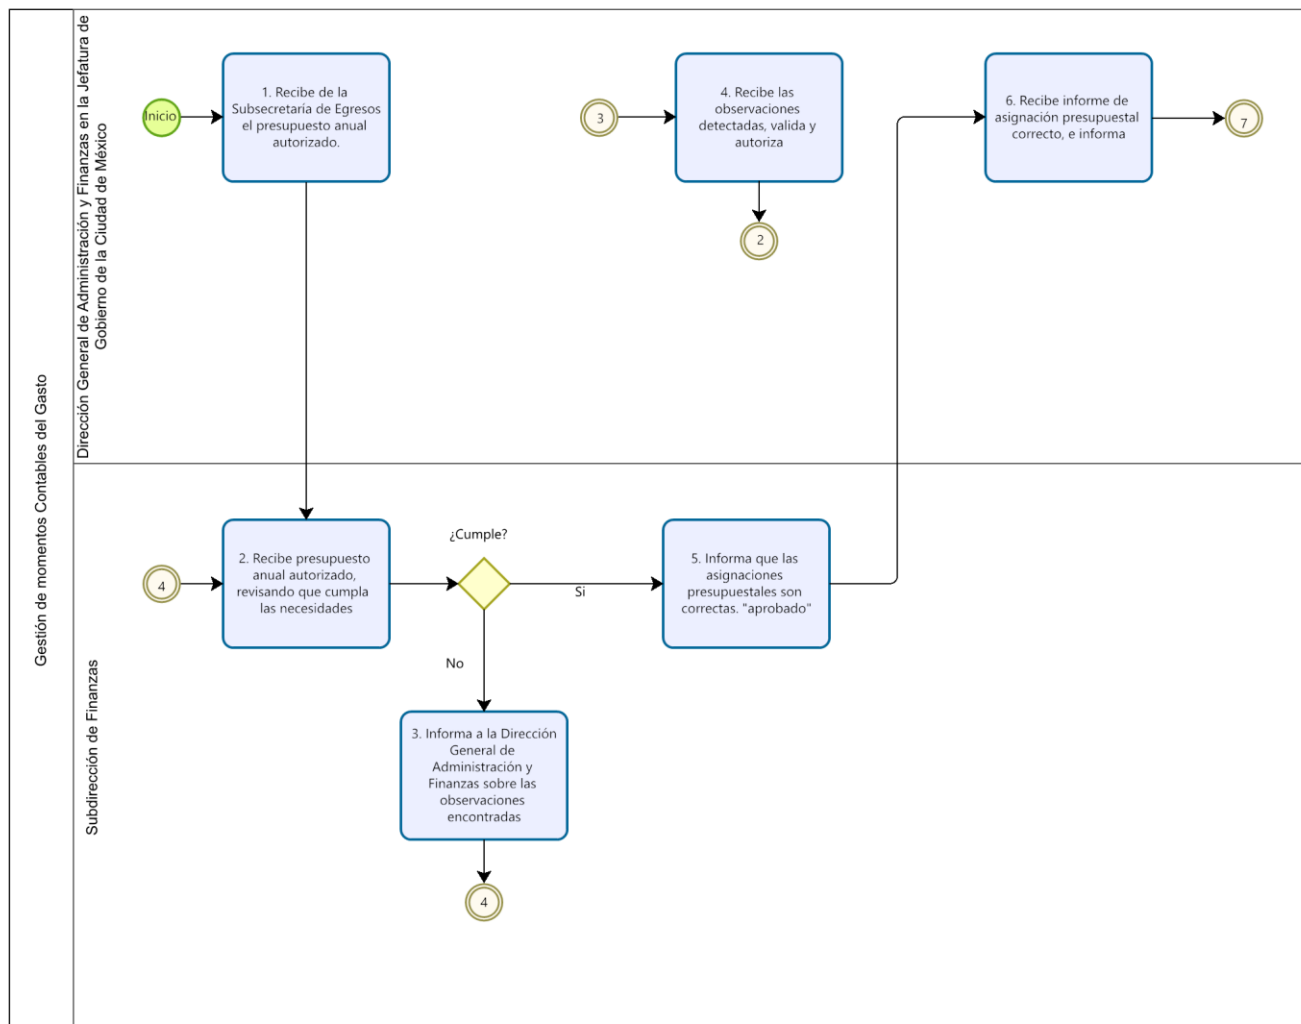 Gestión de momentos Contables del Gasto
Dirección General de Administración y Finanzas en la Jefatura de
Gobierno de la Ciudad de México
Inicio
1. Recibe de la
Subsecretaría de Egresos
el presupuesto anual
autorizado.
3
4. Recibe las
observaciones
detectadas, valida y
autoriza
2
6. Recibe informe de
asignación presupuestal
correcto, e informa
7
Subdirección de Finanzas
4
2. Recibe presupuesto
anual autorizado,
revisando que cumpla
las necesidades
¿Cumple?
Si
No
5. Informa que las
asignaciones
presupuestales son
correctas. "aprobado"
3. Informa a la Dirección
General de
Administración y
Finanzas sobre las
observaciones
encontradas
4